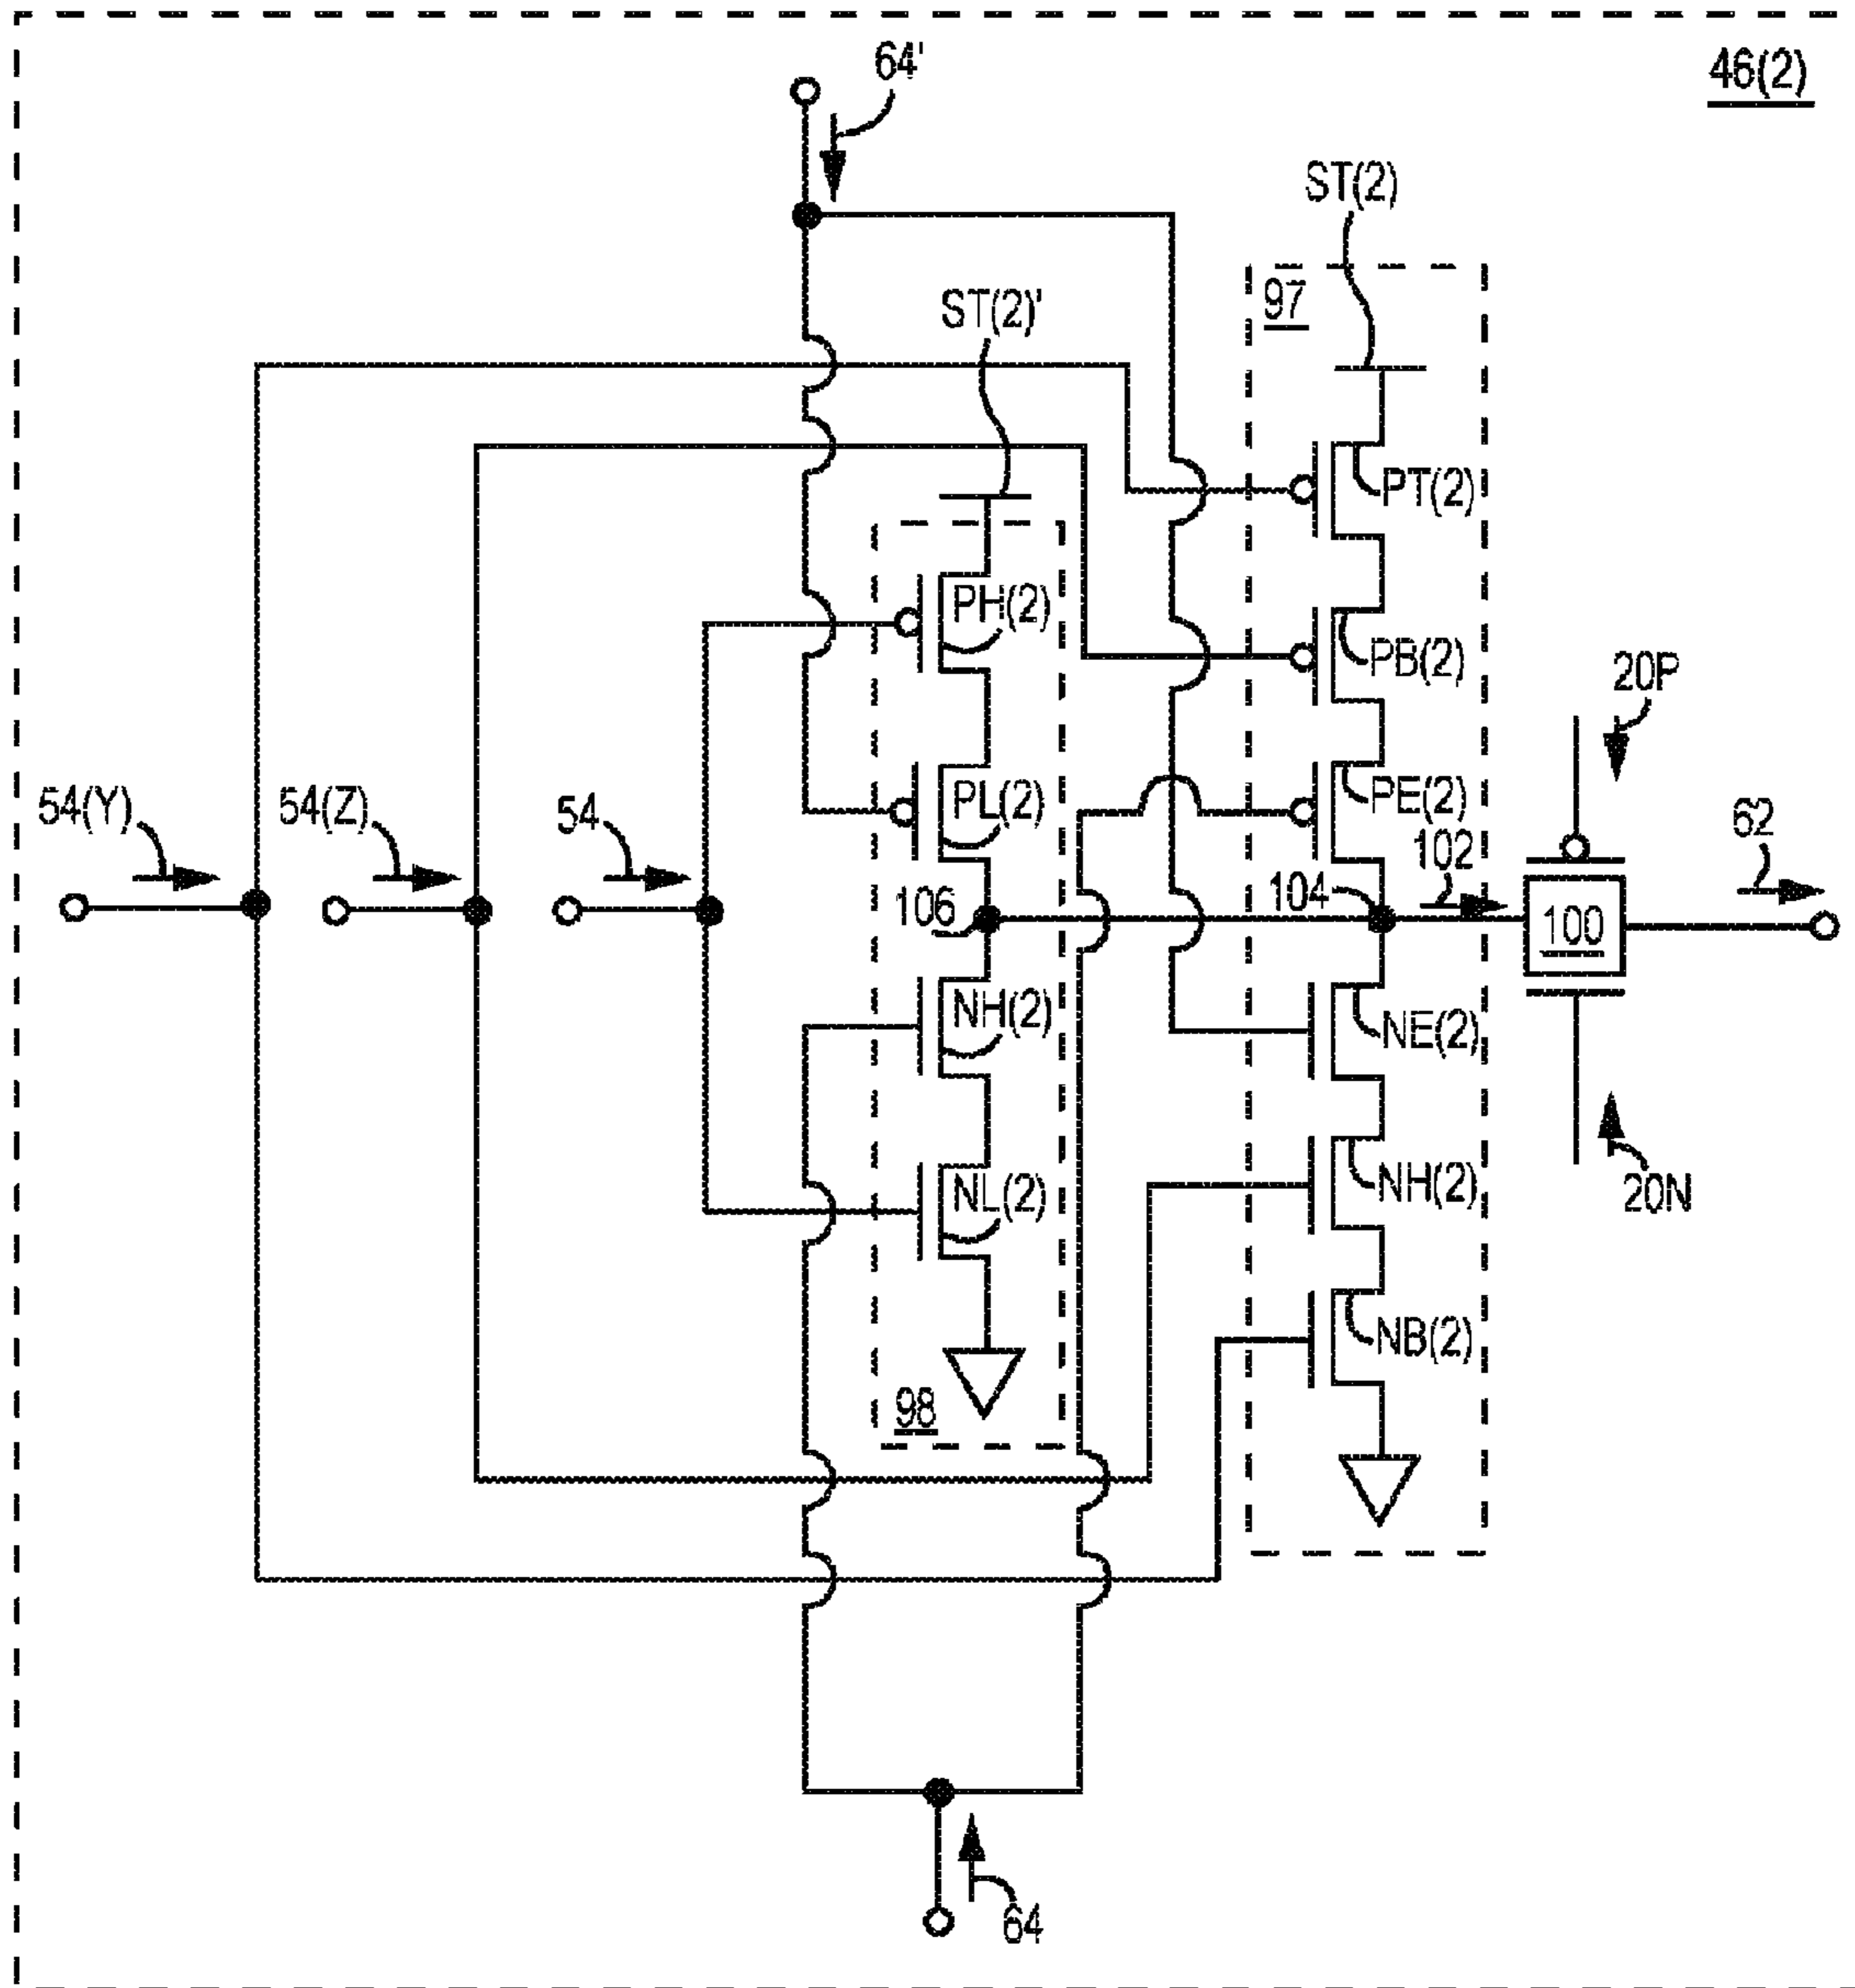 46(2)
64'
ST(2)
97
ST(2)'
PT(2)
PH(2)
PB(2)
20P
PL(2)
PE(2)
54(Y)
54(Z)
54
102
62
106
104
100
NH(2)
NE(2)
NL(2)
NH(2)
20N
NB(2)
98
64